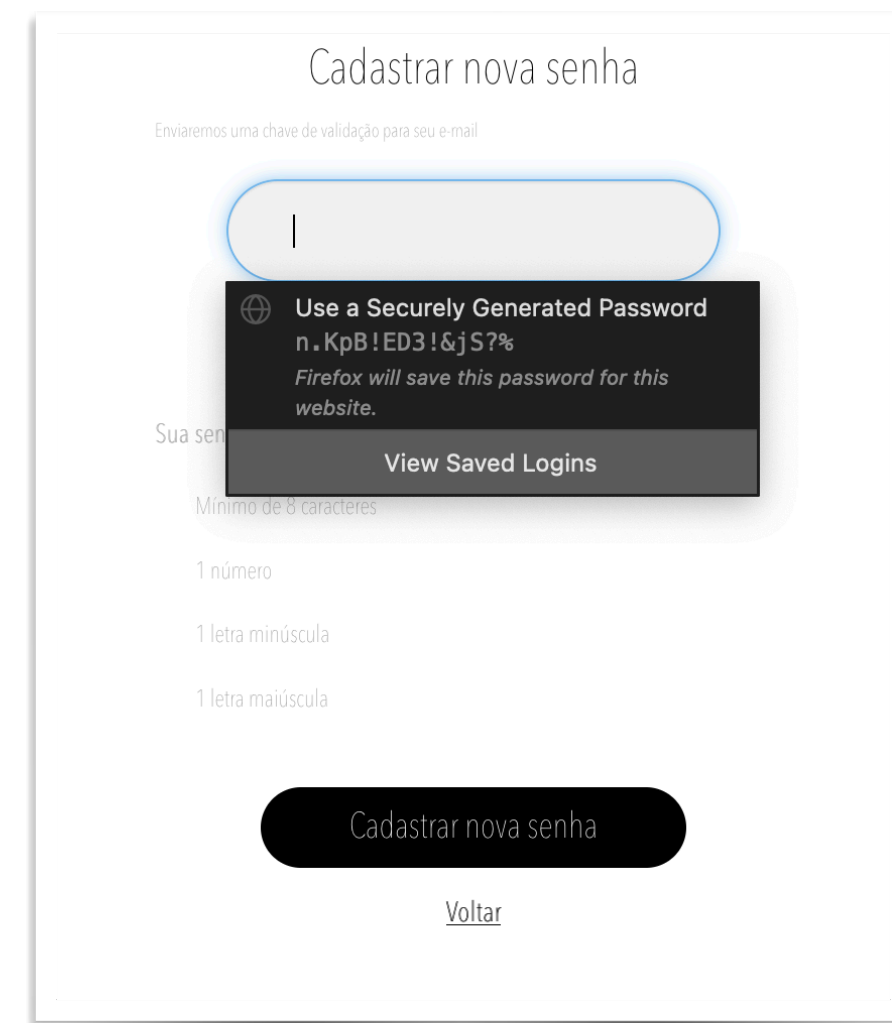 Cadastrar nova senha
Enviaremos uma chave de validação para seu e-mail
Use a Securely Generated Password
n.KpB!ED3!&jS?%
Firefox will save this password for this
website.
Sua sen
View Saved Logins
Mínimo de 8 caracteres
1 número
1 letra minúscula
1 letra maiúscula
Cadastrar nova senha
Voltar